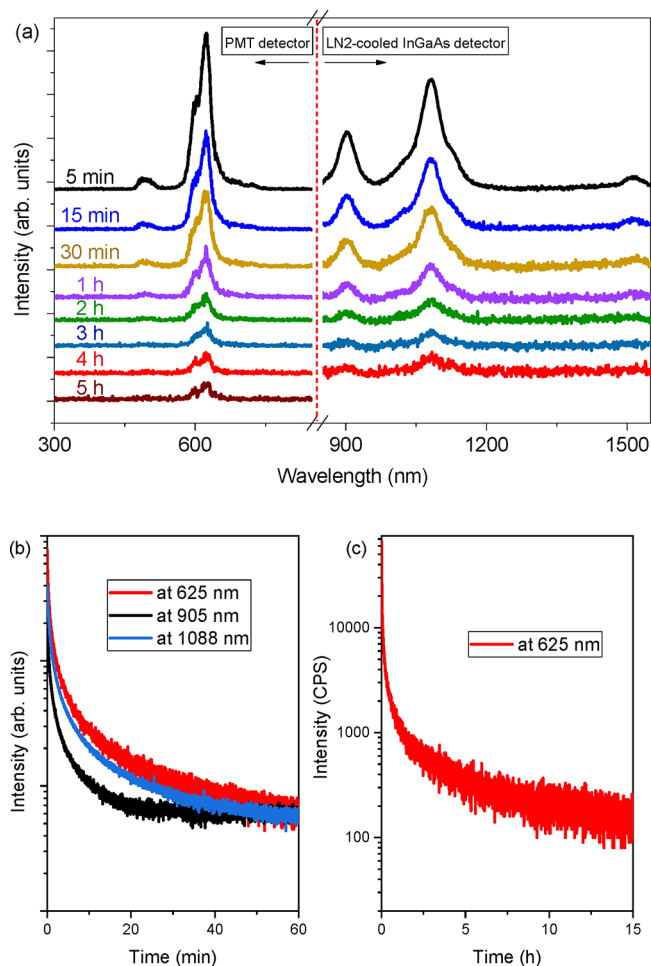 (a)
PMT detector
LN2-cooled InGaAs detector
5 min
15 min
30 min
1 h
2 h
3 h
4 h
5 h
Intensity (arb. units)
300 600 900 1200 1500
Wavelength (nm)
(b)
at 625 nm
at 905 nm
at 1088 nm
Intensity (arb. units)
0 20 40 60
Time (min)
(c)
at 625 nm
10000
1000
100
Intensity (CPS)
0 5 10 15
Time (h)